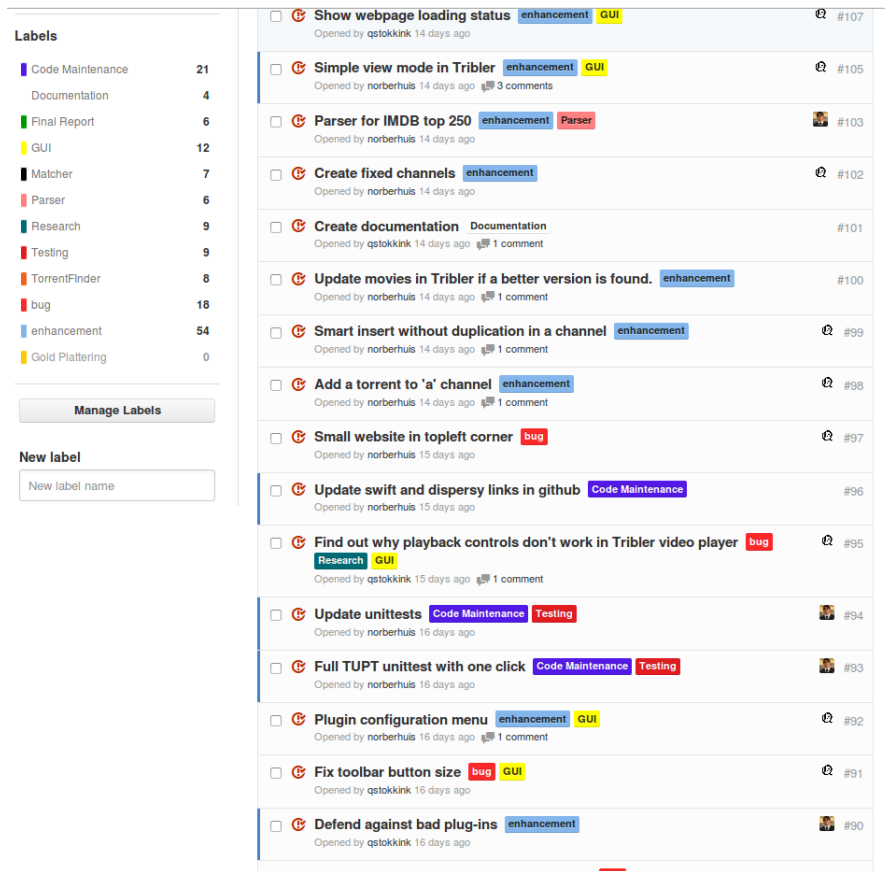 Labels
Code Maintenance 21
Documentation 4
Final Report 6
GUI 12
Matcher 7
Parser 6
Research 9
Testing 9
TorrentFInder 8
bug 18
enhancement 54
Gold Plattering 0
Manage Labels
New label
New label name
Show webpage loading status enhancement GUI #107
Opened by qstokkink 14 days ago
Simple view mode in Tribler enhancement GUI #105
Opened by norberhuis 14 days ago 3 comments
Parser for IMDB top 250 enhancement Parser #103
Opened by norberhuis 14 days ago
Create fixed channels enhancement #102
Opened by norberhuis 14 days ago
Create documentation Documentation #101
Opened by qstokkink 14 days ago 1 comment
Update movies in Tribler if a better version is found. enhancement #100
Opened by norberhuis 14 days ago 1 comment
Smart insert without duplication in a channel enhancement #99
Opened by norberhuis 14 days ago 1 comment
Add a torrent to 'a' channel enhancement #98
Opened by norberhuis 14 days ago 1 comment
Small website in topleft corner bug #97
Opened by norberhuis 15 days ago
Update swift and dispersy links in github Code Maintenance #96
Opened by norberhuis 15 days ago
Find out why playback controls don't work in Tribler video player bug #95
Research GUI
Opened by qstokkink 15 days ago 1 comment
Update unittests Code Maintenance Testing #94
Opened by norberhuis 16 days ago
Full TUPT unittest with one click Code Maintenance Testing #93
Opened by norberhuis 16 days ago
Plugin configuration menu enhancement GUI #92
Opened by norberhuis 16 days ago 1 comment
Fix toolbar button size bug GUI #91
Opened by qstokkink 16 days ago
Defend against bad plug-ins enhancement #90
Opened by qstokkink 16 days ago